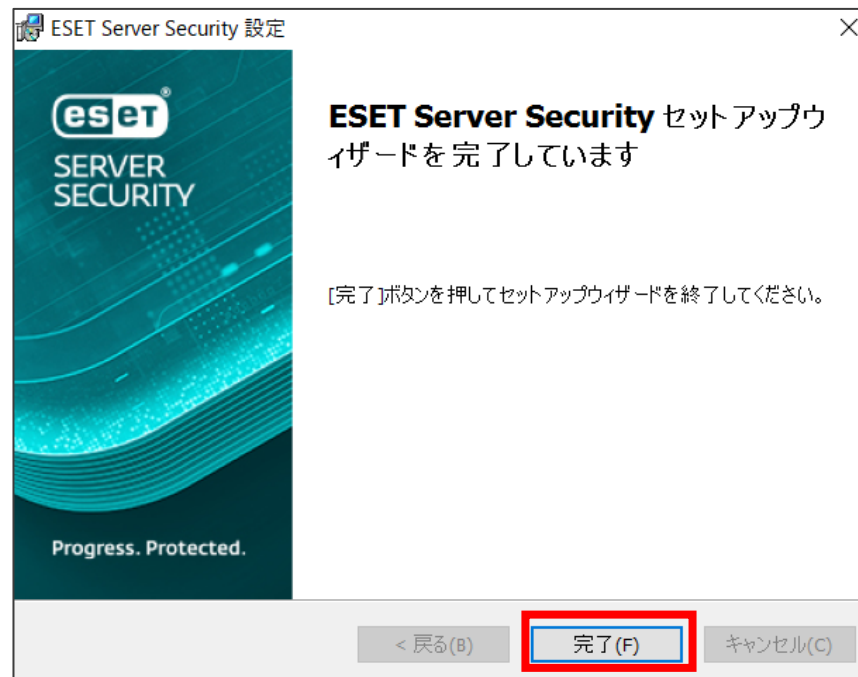 ESET Server Security 設定
eseT®
SERVER
SECURITY
ESET Server Security セットアップウ
ィザードを完了しています
[完了]ボタンを押してセットアップウィザードを終了してください。
Progress. Protected.
< 戻る(B)
完了(F)
キャンセル(C)